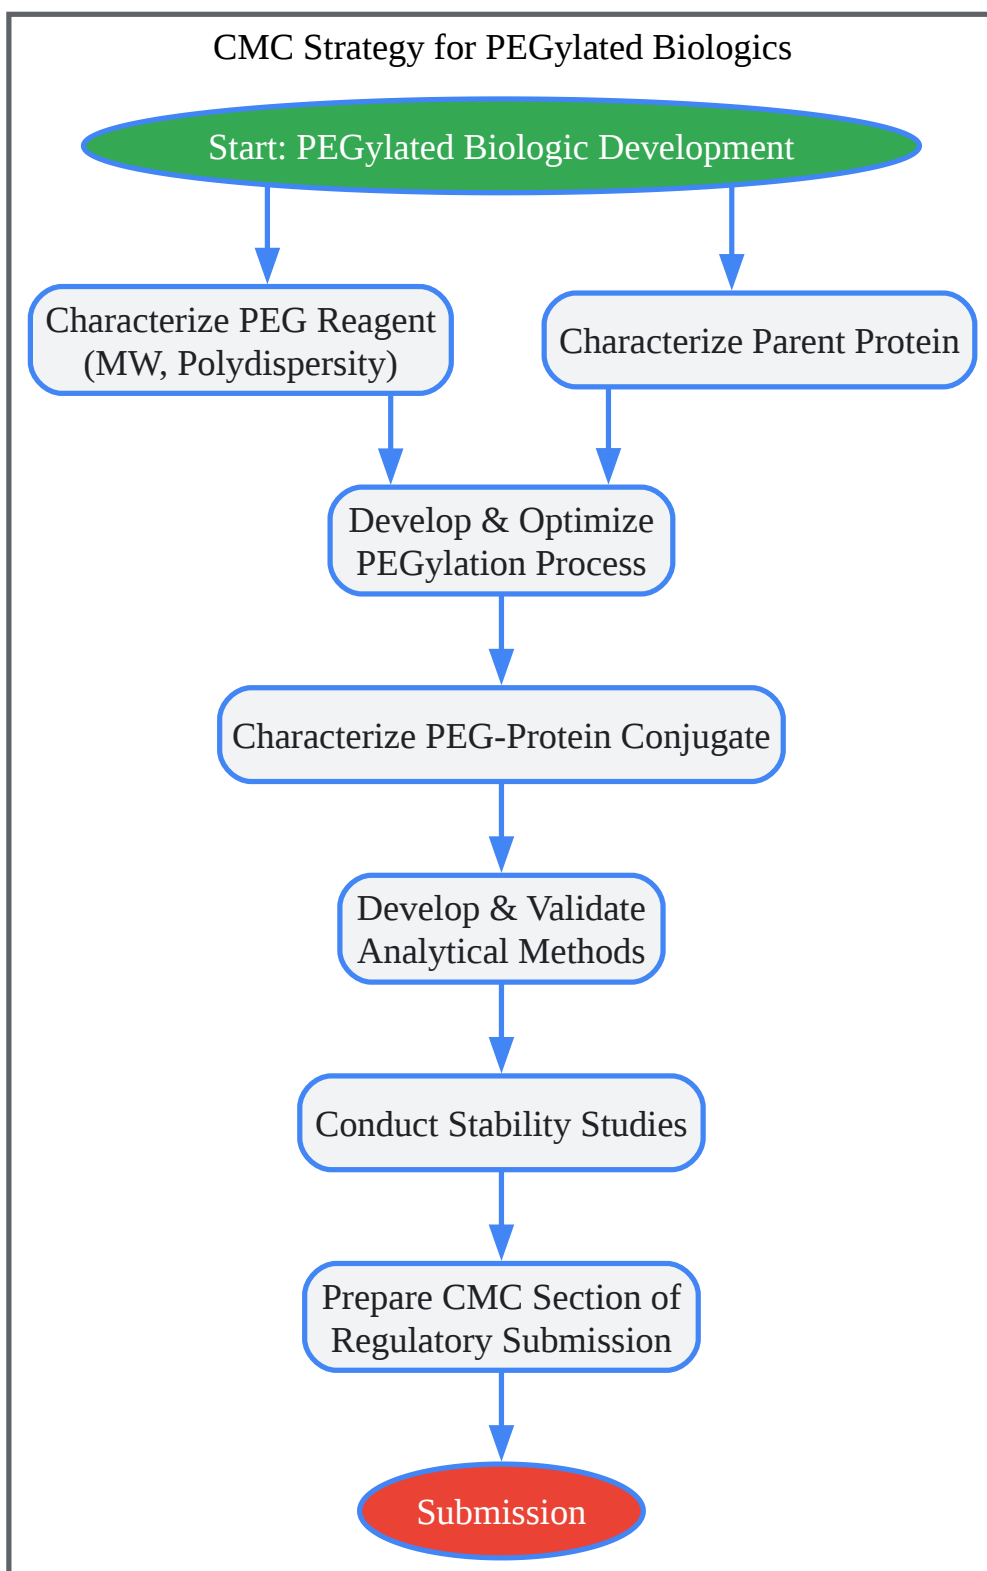 CMC Strategy for PEGylated Biologics
Start: PEGylated Biologic Development
Characterize PEG Reagent
(MW, Polydispersity)
Characterize Parent Protein
Develop & Optimize
PEGylation Process
Characterize PEG-Protein Conjugate
Develop & Validate
Analytical Methods
Conduct Stability Studies
Prepare CMC Section of
Regulatory Submission
Submission